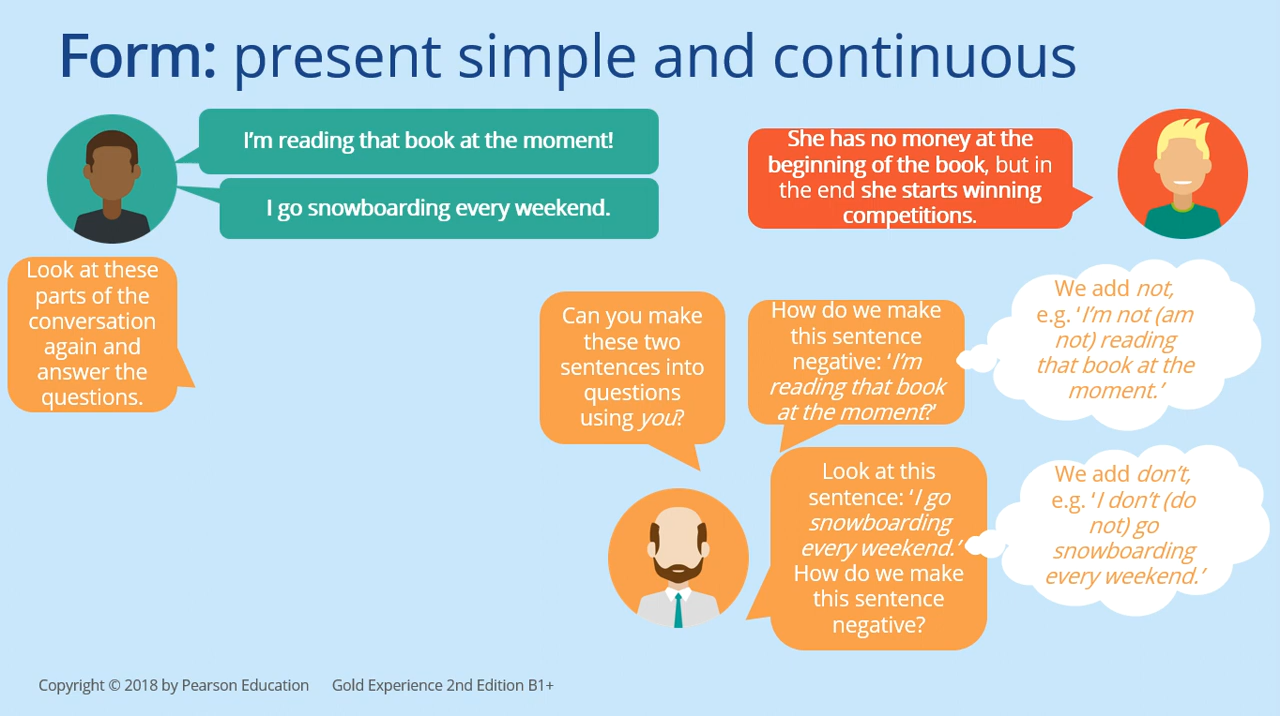 Form: present simple and continuous
I'm reading that book at the moment!
I go snowboarding every weekend.
She has no money at the
beginning of the book, but in
the end she starts winning
competitions.
Look at these
parts of the
conversation
again and
answer the
questions.
Can you make
these two
sentences into
questions
using you?
How do we make
this sentence
negative: ‘I’m
reading that book
at the moment?’
We add not,
e.g. ‘I’m not (am
not) reading
that book at the
moment.’
Look at this
sentence: ‘I go
snowboarding
every weekend.’
How do we make
this sentence
negative?
We add don’t,
e.g. ‘I don’t (do
not) go
snowboarding
every weekend.’
Copyright © 2018 by Pearson Education Gold Experience 2nd Edition B1+